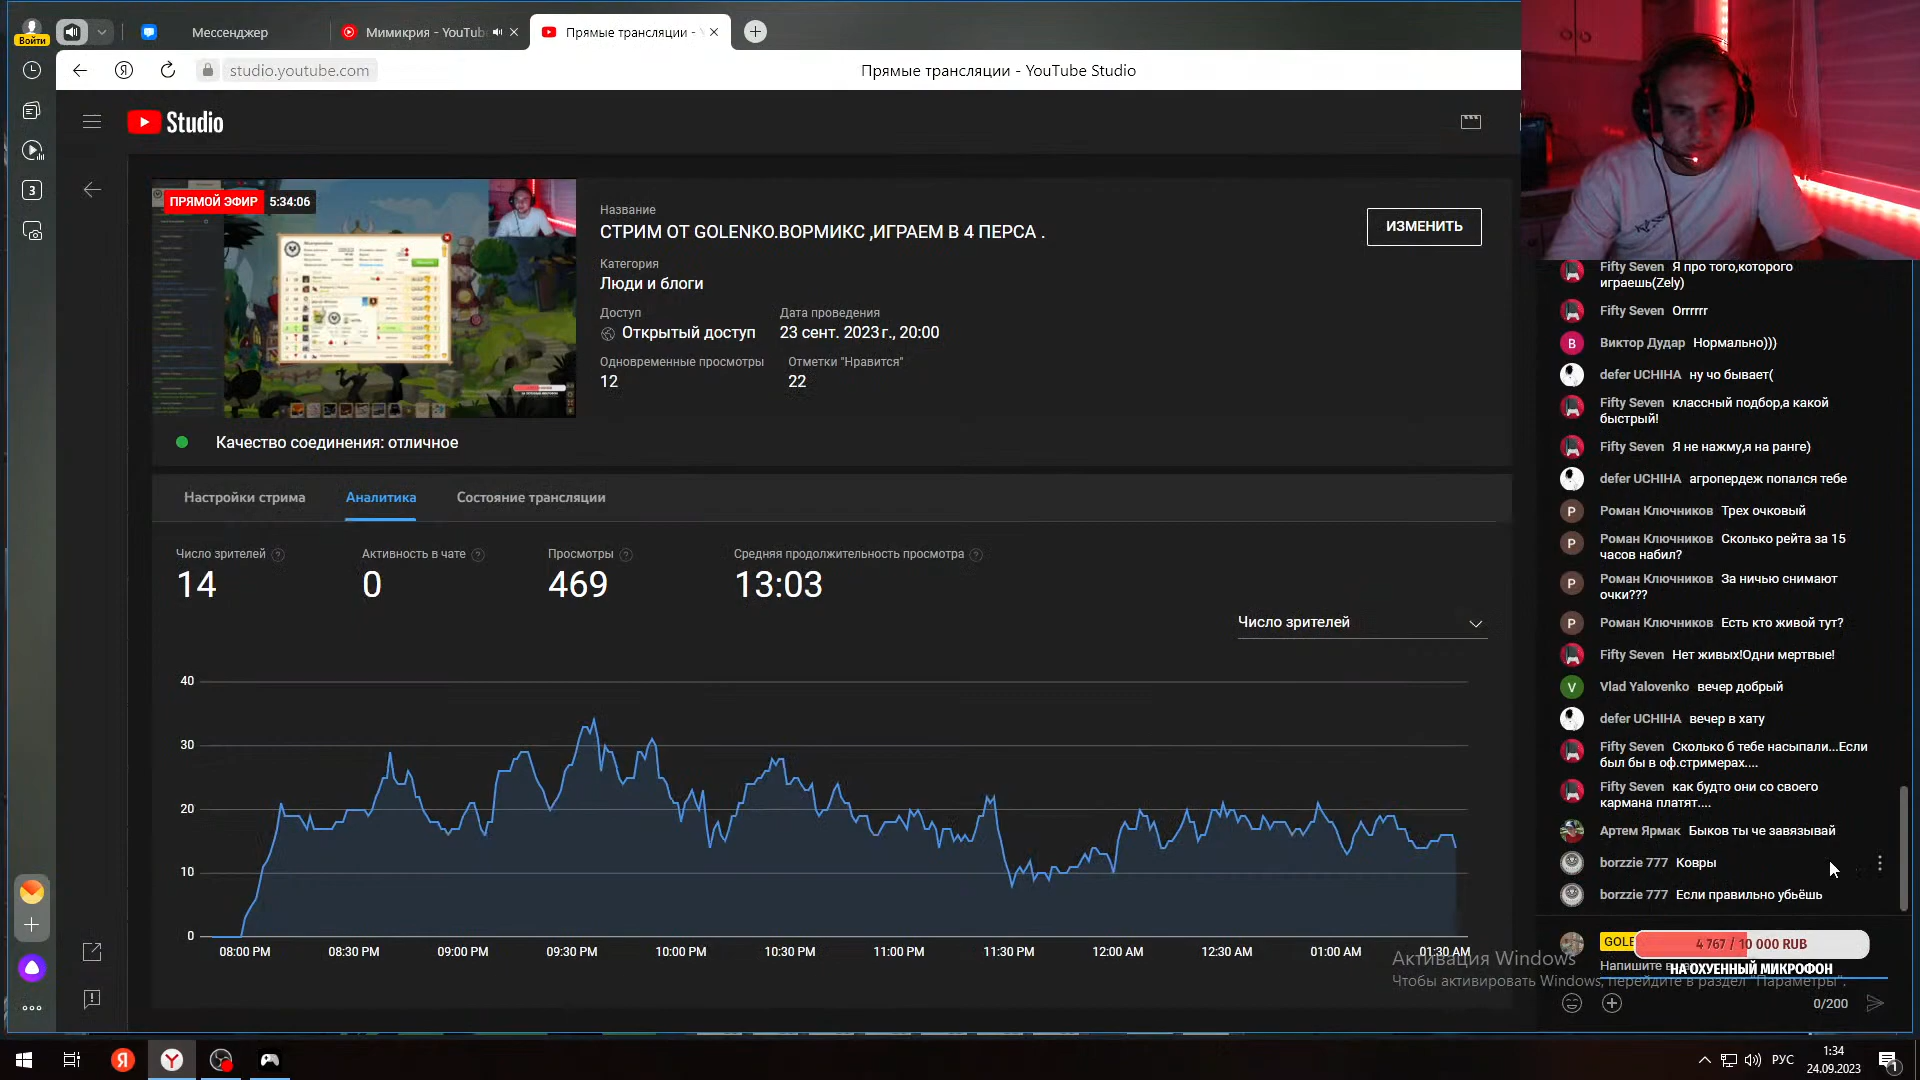 Войти
Мессенджер
Мимикрия - YouTub
Прямые трансляции -
studio.youtube.com
Прямые трансляции - YouTube Studio
3
Studio
ПРЯМОЙ ЭФИР 5:34:06
Название
СТРИМ ОТ GOLENKO.ВОРМИКС ,ИГРАЕМ В 4 ПЕРСА .
ИЗМЕНИТЬ
Категория
Люди и блоги
Доступ
Дата проведения
Открытый доступ
23 сент. 2023 г., 20:00
Одновременные просмотры
Отметки "Нравится"
12
22
Качество соединения: отличное
Настройки стрима
Аналитика
Состояние трансляции
Число зрителей
Активность в чате
Просмотры
Средняя продолжительность просмотра
14
0
469
13:03
Число зрителей
40
30
20
10
0
08:00 PM
08:30 PM
09:00 PM
09:30 PM
10:00 PM
10:30 PM
11:00 PM
11:30 PM
12:00 AM
12:30 AM
01:00 AM
01:30 AM
Fifty Seven Я про того,которого
играешь(Zely)
Fifty Seven Orrrrrr
В Виктор Дудар Нормально)))
defer UCHIHA ну чо бывает(
Fifty Seven классный подбор,а какой
быстрый!
Fifty Seven Я не нажму,я на ранге)
defer UCHIHA агропердеж попался тебе
Р Роман Ключников Трех очковый
Р Роман Ключников Сколько рейта за 15
часов набил?
Р Роман Ключников За ничью снимают
очки???
Р Роман Ключников Есть кто живой тут?
Fifty Seven Нет живых!Одни мертвые!
V Vlad Yalovenko вечер добрый
defer UCHIHA вечер в хату
Fifty Seven Сколько б тебе насыпали...Если
был бы в оф.стримерах....
Fifty Seven как будто они со своего
кармана платят....
Артем Ярмак Быков ты че завязывай
borzzie 777 Ковры
borzzie 777 Если правильно убьёшь
GOLE
4 767 / 10 000 RUB
Напишите
НА ОХУЕННЫЙ МИКРОФОН
0/200
Активация Windows
Чтобы активировать Windows, перейдите в раздел "Параметры".
РУС
1:34
24.09.2023
1